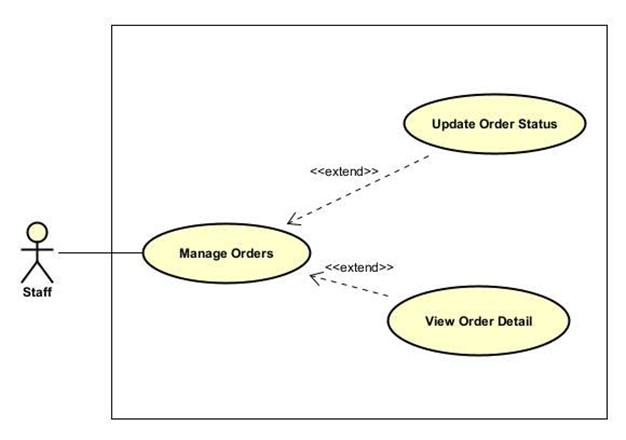 Update Order Status
<<extend>>
Manage Orders
<<extend>>
Staff
View Order Detail